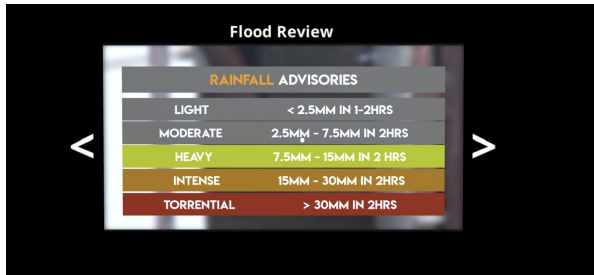 Flood Review
RAINFALL ADVISORIES
LIGHT < 2.5MM IN 1-2HRS
MODERATE 2.5MM - 7.5MM IN 2HRS
HEAVY 7.5MM - 15MM IN 2 HRS
INTENSE 15MM - 30MM IN 2HRS
TORRENTIAL > 30MM IN 2HRS